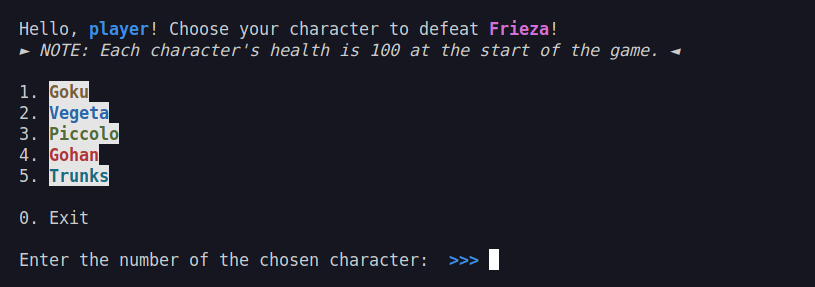 Hello, player! Choose your character to defeat Frieza!
► NOTE: Each character's health is 100 at the start of the game. ◄
1. Goku
2. Vegeta
3. Piccolo
4. Gohan
5. Trunks
0. Exit
Enter the number of the chosen character: >>>